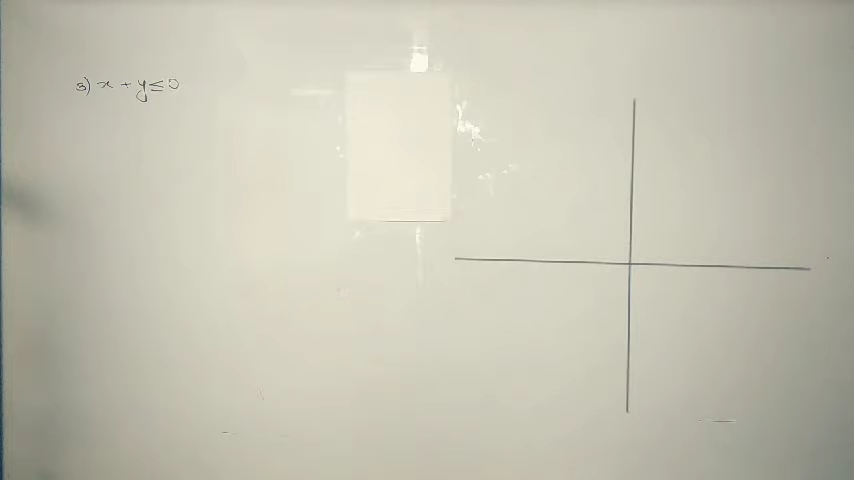 3) x + y ≤ 0